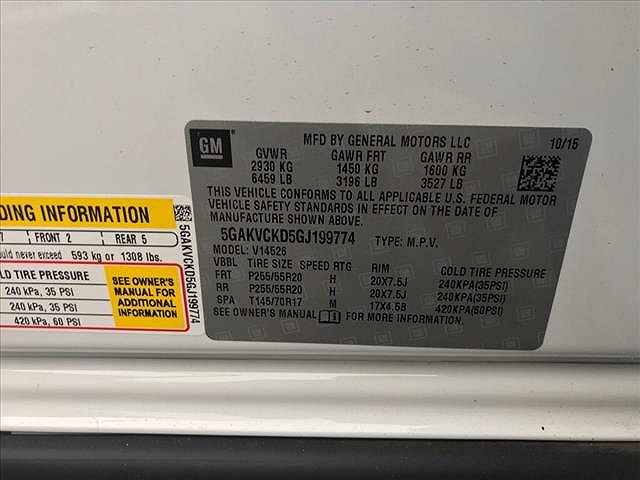 GM
MFD BY GENERAL MOTORS LLC 10/15
GVWR GAWR FRT GAWR RR
2930 KG 1450 KG 1600 KG
6459 LB 3196 LB 3527 LB
THIS VEHICLE CONFORMS TO ALL APPLICABLE U.S. FEDERAL MOTOR
VEHICLE SAFETY STANDARDS IN EFFECT ON THE DATE OF
MANUFACTURE SHOWN ABOVE.
5GAKVCKD5GJ199774 TYPE: M.P.V.
MODEL: V14526
VBBL TIRE SIZE SPEED RTG RIM COLD TIRE PRESSURE
FRT P255/55R20 H 20X7.5J 240KPA(35PSI)
RR P255/55R20 H 20X7.5J 240KPA(35PSI)
SPA T145/70R17 M 17X4.5B 420KPA(60PSI)
SEE OWNER'S MANUAL FOR MORE INFORMATION.
DING INFORMATION
FRONT 2 REAR 5
uld never exceed 593 kg or 1308 lbs.
LD TIRE PRESSURE
240 kPa, 35 PSI
240 kPa, 35 PSI
420 kPa, 60 PSI
SEE OWNER'S
MANUAL FOR
ADDITIONAL
INFORMATION
5GAKVCKD5GJ199774